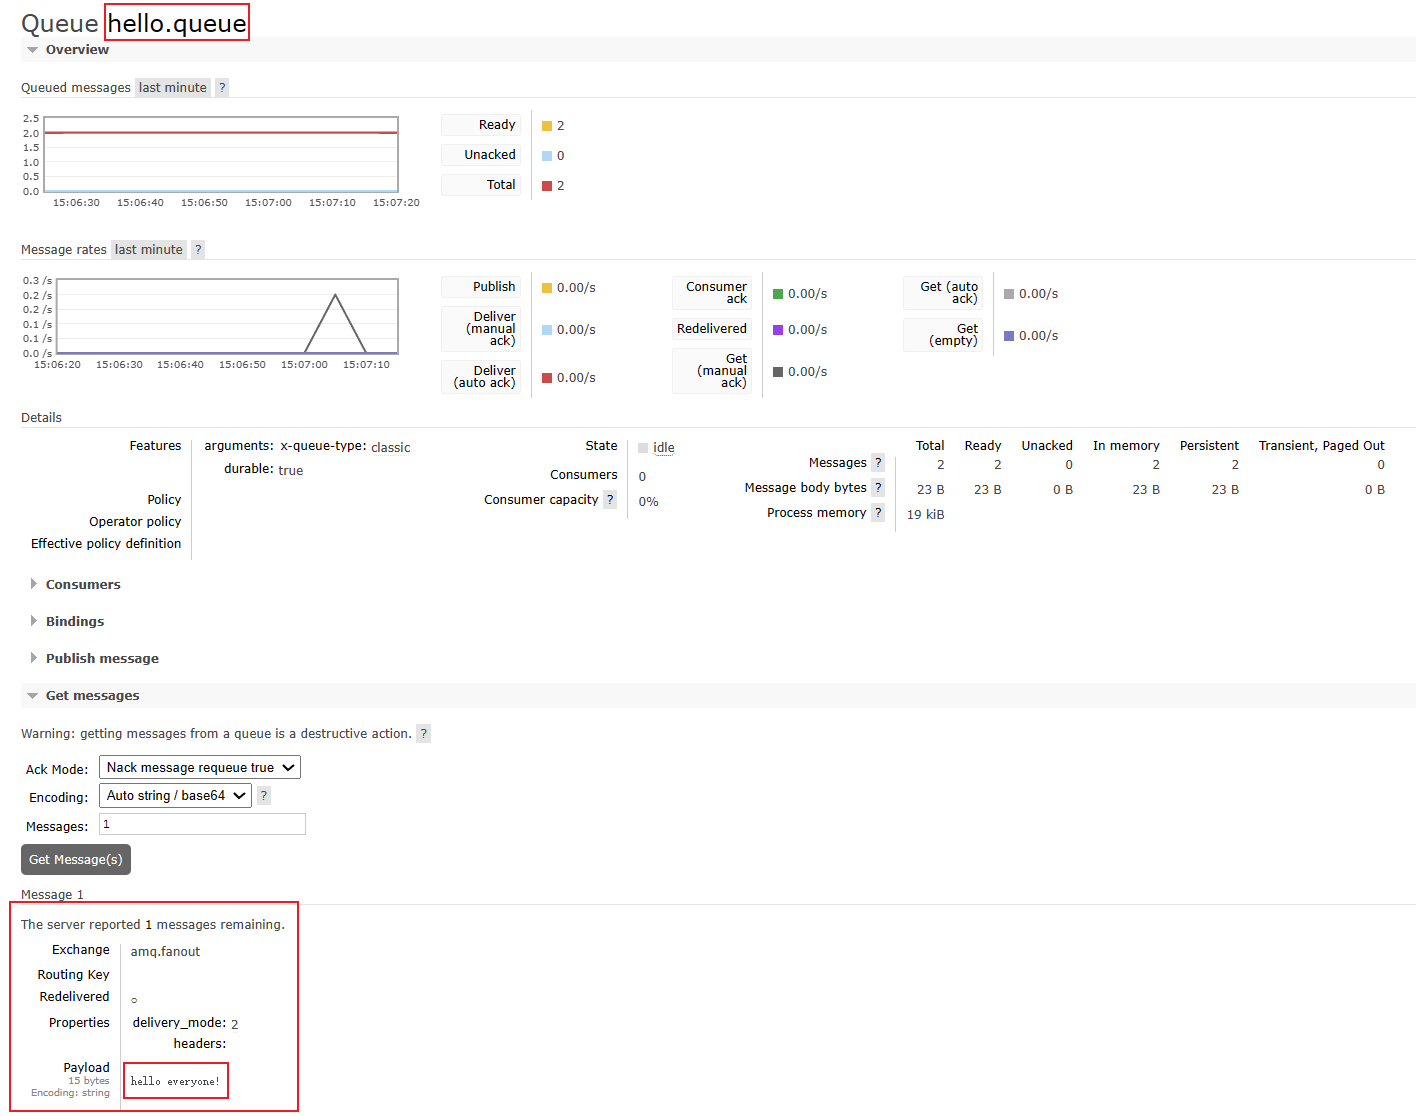 Queue hello.queue
Overview
Queued messages last minute ?
2.5
2.0
1.5
1.0
0.5
0.0
15:06:30 15:06:40 15:06:50 15:07:00 15:07:10 15:07:20
Ready 2
Unacked 0
Total 2
Message rates last minute ?
0.3 /s
0.2 /s
0.2 /s
0.1 /s
0.1 /s
0.0 /s
15:06:20 15:06:30 15:06:40 15:06:50 15:07:00 15:07:10
Publish 0.00/s
Deliver
(manual
ack)
0.00/s
Deliver
(auto ack)
0.00/s
Consumer
ack
0.00/s
Redelivered 0.00/s
Get
(manual
ack)
0.00/s
Get (auto
ack)
0.00/s
Get
(empty)
0.00/s
Details
Features arguments: x-queue-type: classic
durable: true
Policy
Operator policy
Effective policy definition
State idle
Consumers 0
Consumer capacity ? 0%
Total Ready Unacked In memory Persistent Transient, Paged Out
Messages ? 2 2 0 2 2 0
Message body bytes ? 23 B 23 B 0 B 23 B 23 B 0 B
Process memory ? 19 kiB
Consumers
Bindings
Publish message
Get messages
Warning: getting messages from a queue is a destructive action. ?
Ack Mode: Nack message requeue true
Encoding: Auto string / base64 ?
Messages: 1
Get Message(s)
Message 1
The server reported 1 messages remaining.
Exchange amq.fanout
Routing Key
Redelivered ○
Properties delivery_mode: 2
headers:
Payload
15 bytes
Encoding: string
hello everyone!